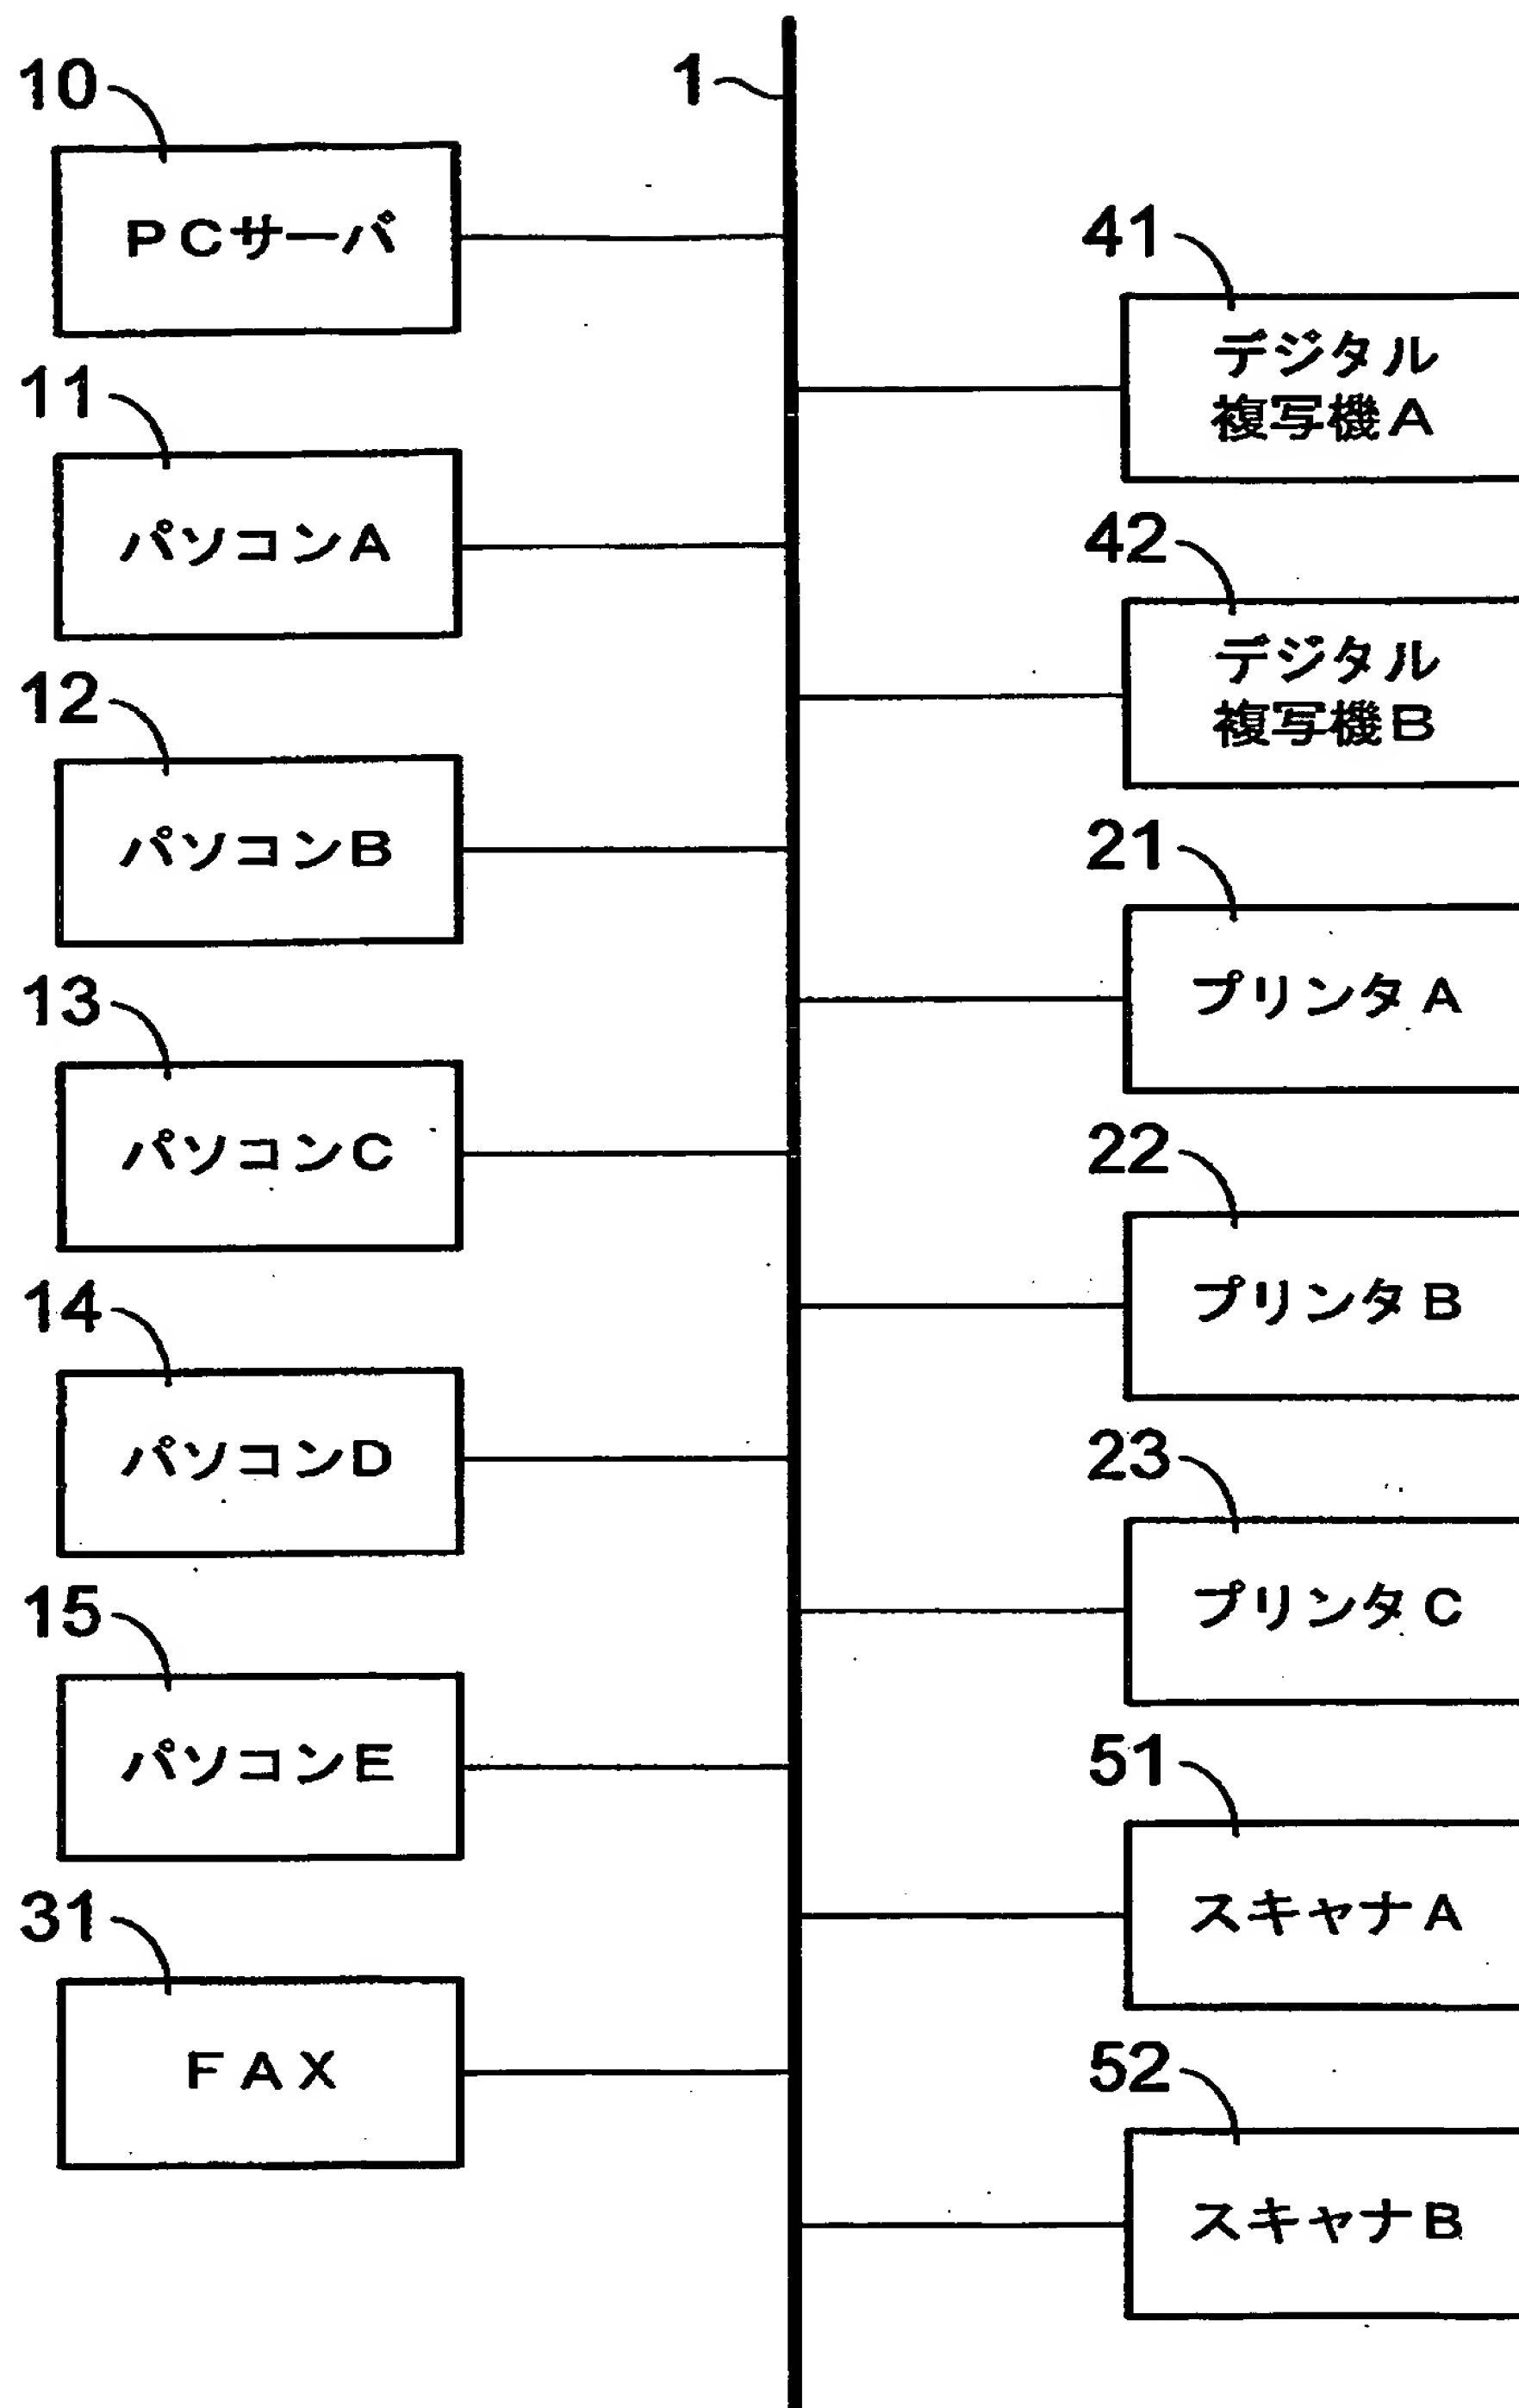 1
10
PCサーバ
11
パソコンA
12
パソコンB
13
パソコンC
14
パソコンD
15
パソコンE
31
FAX
41
デジタル
複写機A
42
デジタル
複写機B
21
プリンタA
22
プリンタB
23
プリンタC
51
スキャナA
52
スキャナB